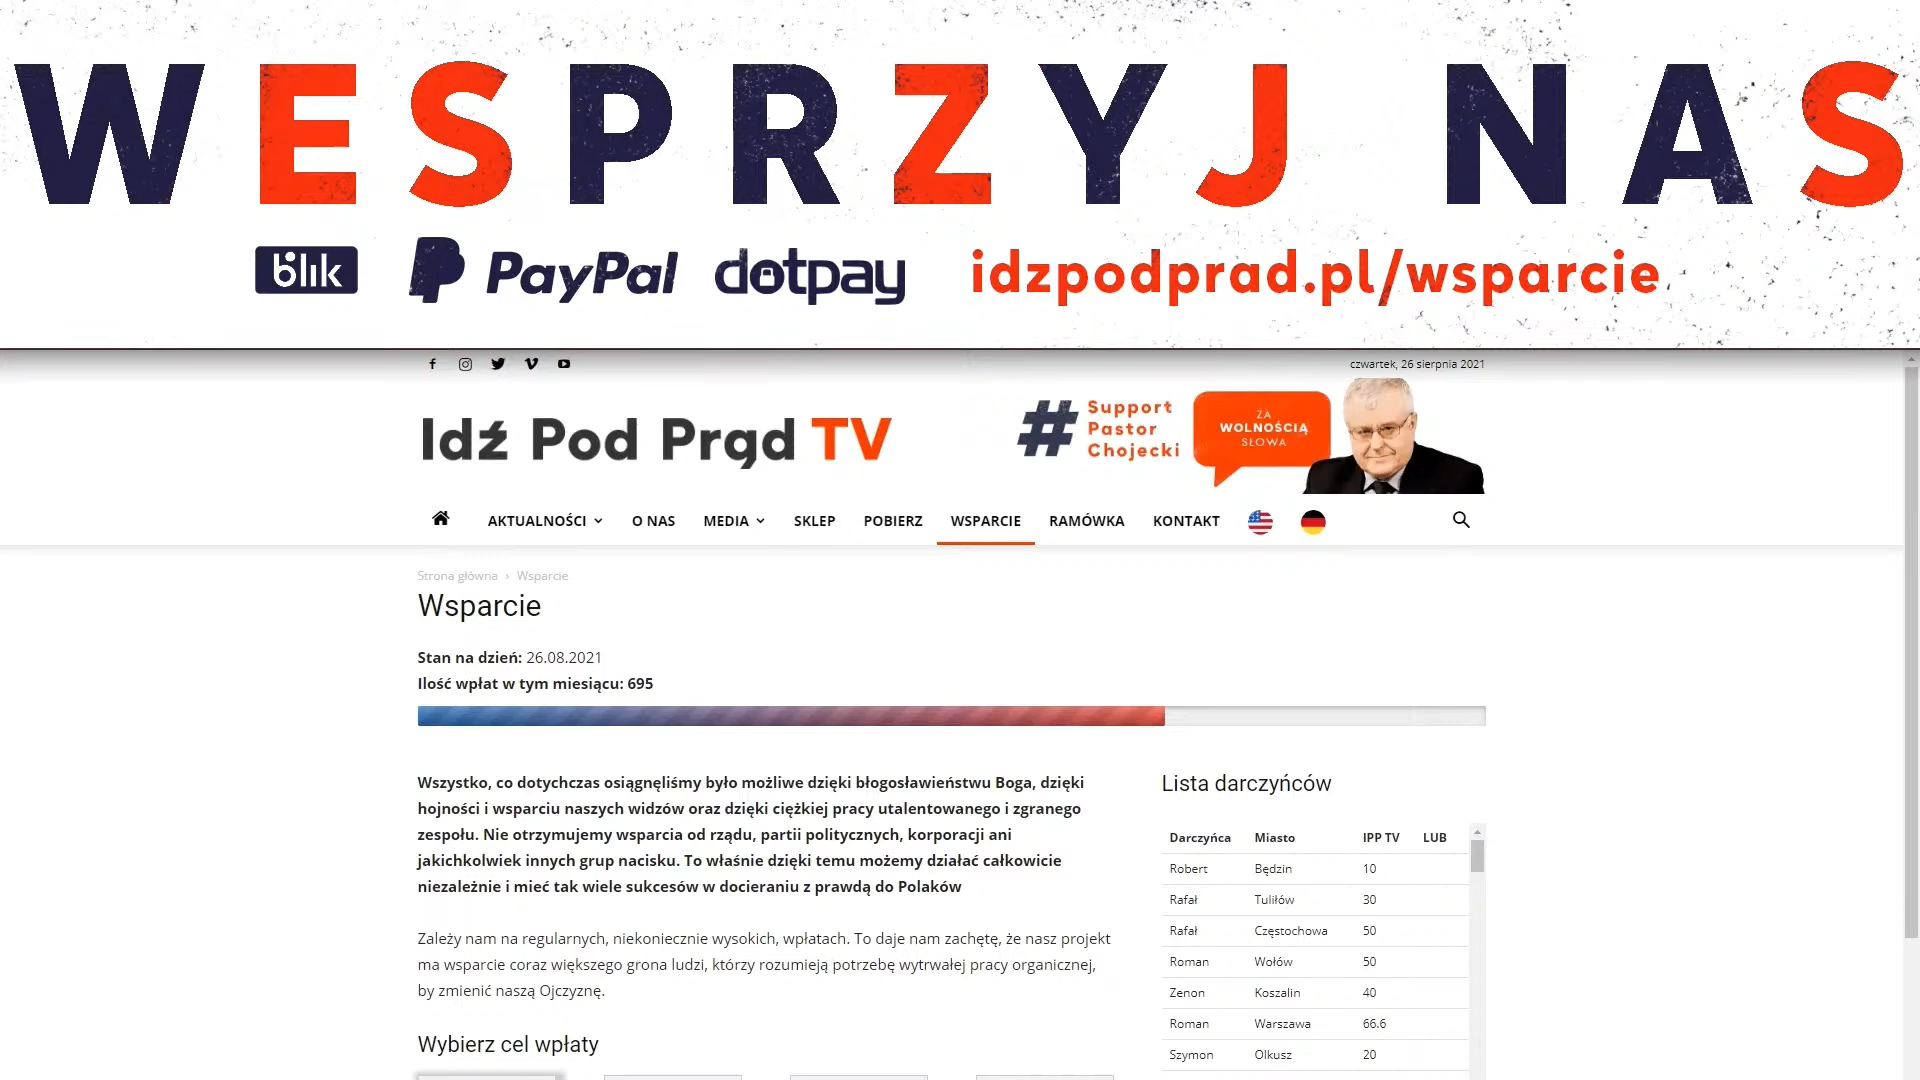 WESPRZYJ NAS
blik PayPal dotpay idzpodprad.pl/wsparcie
czwartek, 26 sierpnia 2021
Idź Pod Prąd TV
# Support
Pastor
Chojecki
ZA
WOLNOŚCIĄ
SŁOWA
AKTUALNOŚCI O NAS MEDIA SKLEP POBIERZ WSPARCIE RAMÓWKA KONTAKT
Strona główna › Wsparcie
Wsparcie
Stan na dzień: 26.08.2021
Ilość wpłat w tym miesiącu: 695
Wszystko, co dotychczas osiągnęliśmy było możliwe dzięki błogosławieństwu Boga, dzięki
hojności i wsparciu naszych widzów oraz dzięki ciężkiej pracy utalentowanego i zgranego
zespołu. Nie otrzymujemy wsparcia od rządu, partii politycznych, korporacji ani
jakichkolwiek innych grup nacisku. To właśnie dzięki temu możemy działać całkowicie
niezależnie i mieć tak wiele sukcesów w docieraniu z prawdą do Polaków
Zależy nam na regularnych, niekoniecznie wysokich, wpłatach. To daje nam zachętę, że nasz projekt
ma wsparcie coraz większego grona ludzi, którzy rozumieją potrzebę wytrwałej pracy organicznej,
by zmienić naszą Ojczyznę.
Wybierz cel wpłaty
Lista darczyńców
Darczyńca Miasto IPP TV LUB
Robert Będzin 10
Rafał Tuliłów 30
Rafał Częstochowa 50
Roman Wołów 50
Zenon Koszalin 40
Roman Warszawa 66.6
Szymon Olkusz 20